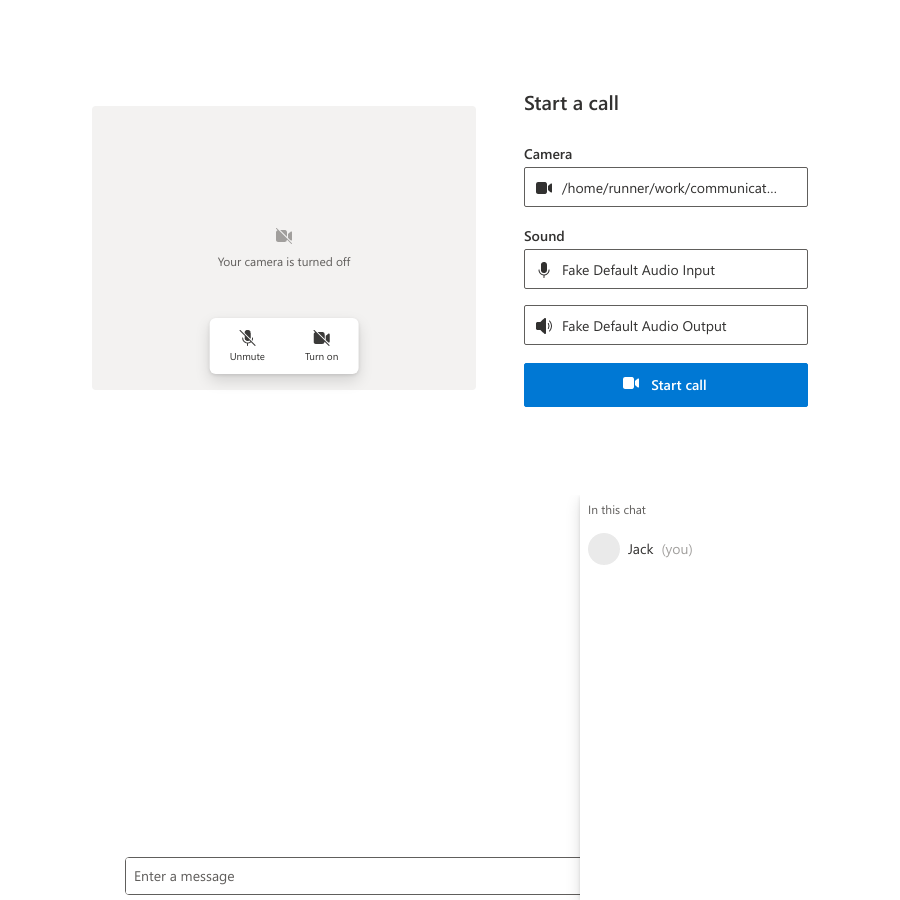 Start a call
Your camera is turned off
Unmute
Turn on
Camera
/home/runner/work/communicat...
Sound
Fake Default Audio Input
Fake Default Audio Output
Start call
In this chat
Jack (you)
Enter a message